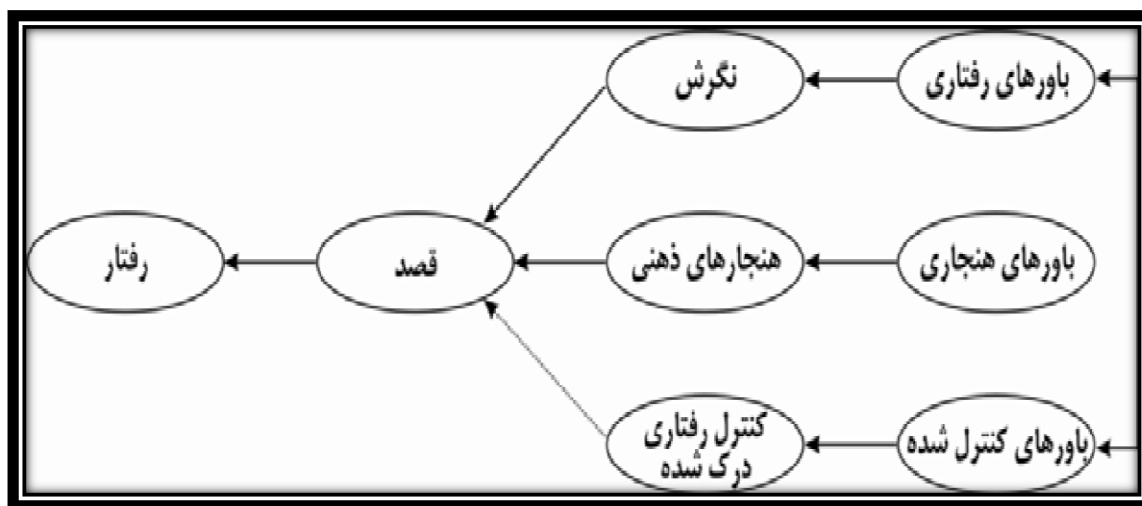 باورهای رفتاری
نگرش
باورهای هنجاری
هنجارهای ذهنی
قصد
رفتار
باورهای کنترل شده
کنترل رفتاری
درک شده